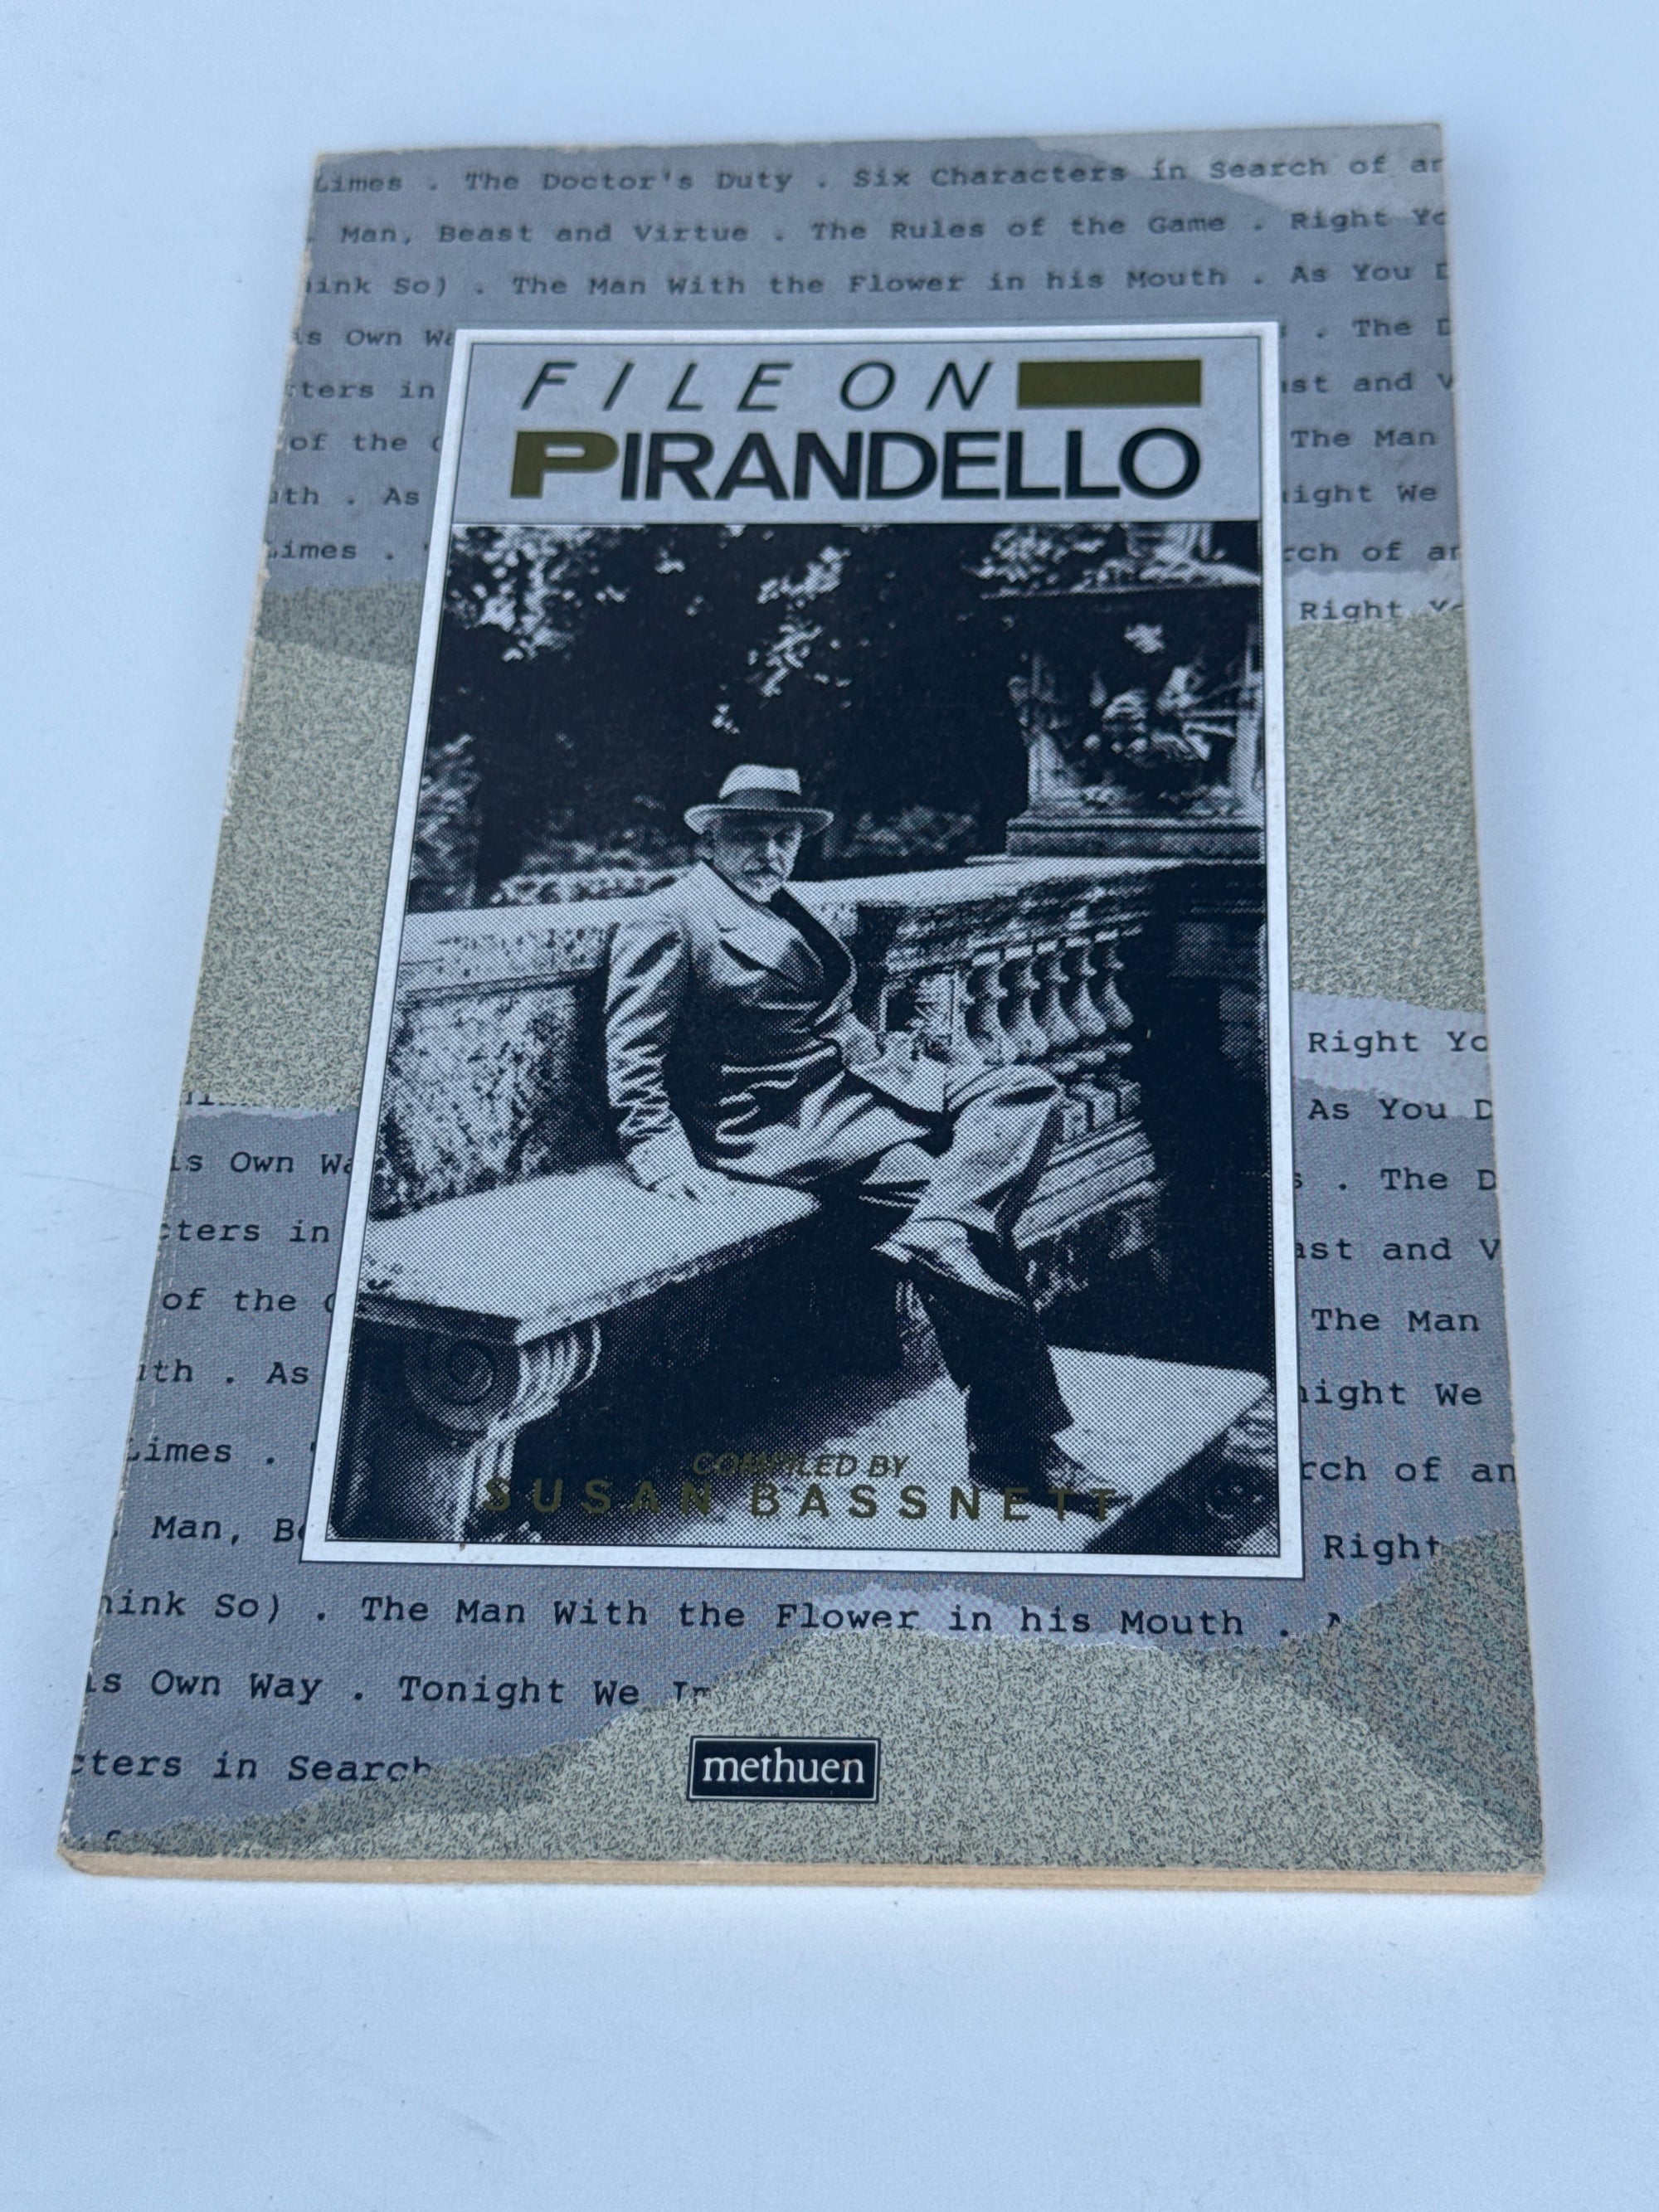 Limes . The Doctor's Duty . Six Characters in Search of an
. Man, Beast and Virtue . The Rules of the Game . Right Yo
hink So) . The Man With the Flower in his Mouth . As You D
is Own Wa . The D
cters in ast and V
of the G The Man
uth . As night We
Limes . rch of an
Right Yo
FILE ON
PIRANDELLO
Right Yo
As You D
is Own Wa s . The D
cters in ast and V
of the G The Man
uth . As night We
Limes . rch of an
. Man, Be Right
COMPILED BY
SUSAN BASSNETT
hink So) . The Man With the Flower in his Mouth .
is Own Way . Tonight We Im
cters in Search
methuen